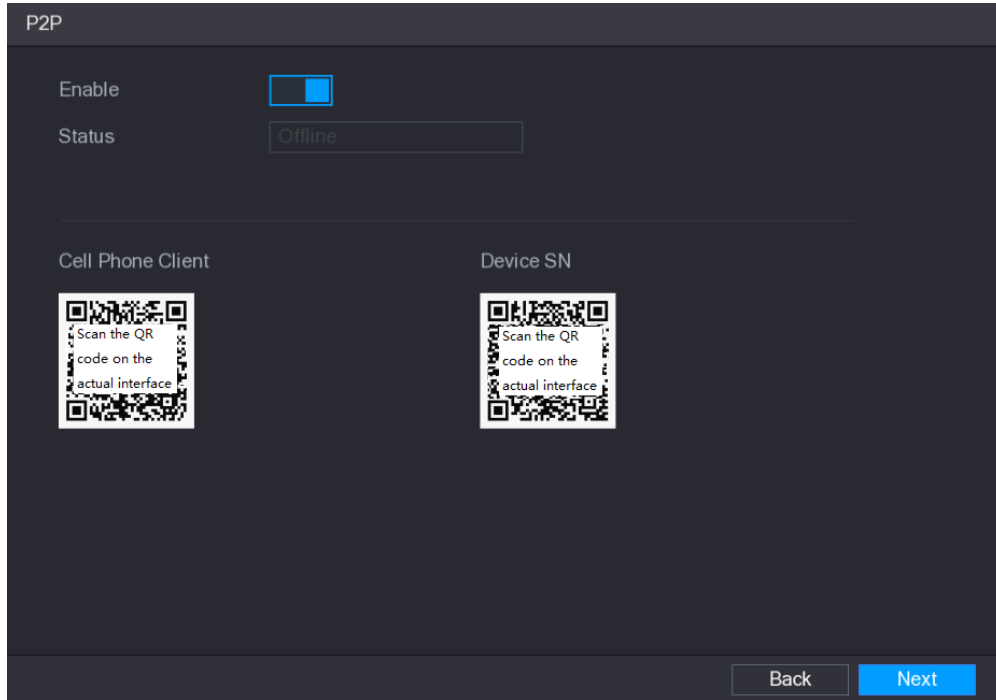 P2P
Enable
Status
Offline
Cell Phone Client
Device SN
Scan the QR
code on the
actual interface
Scan the QR
code on the
actual interface
Back
Next